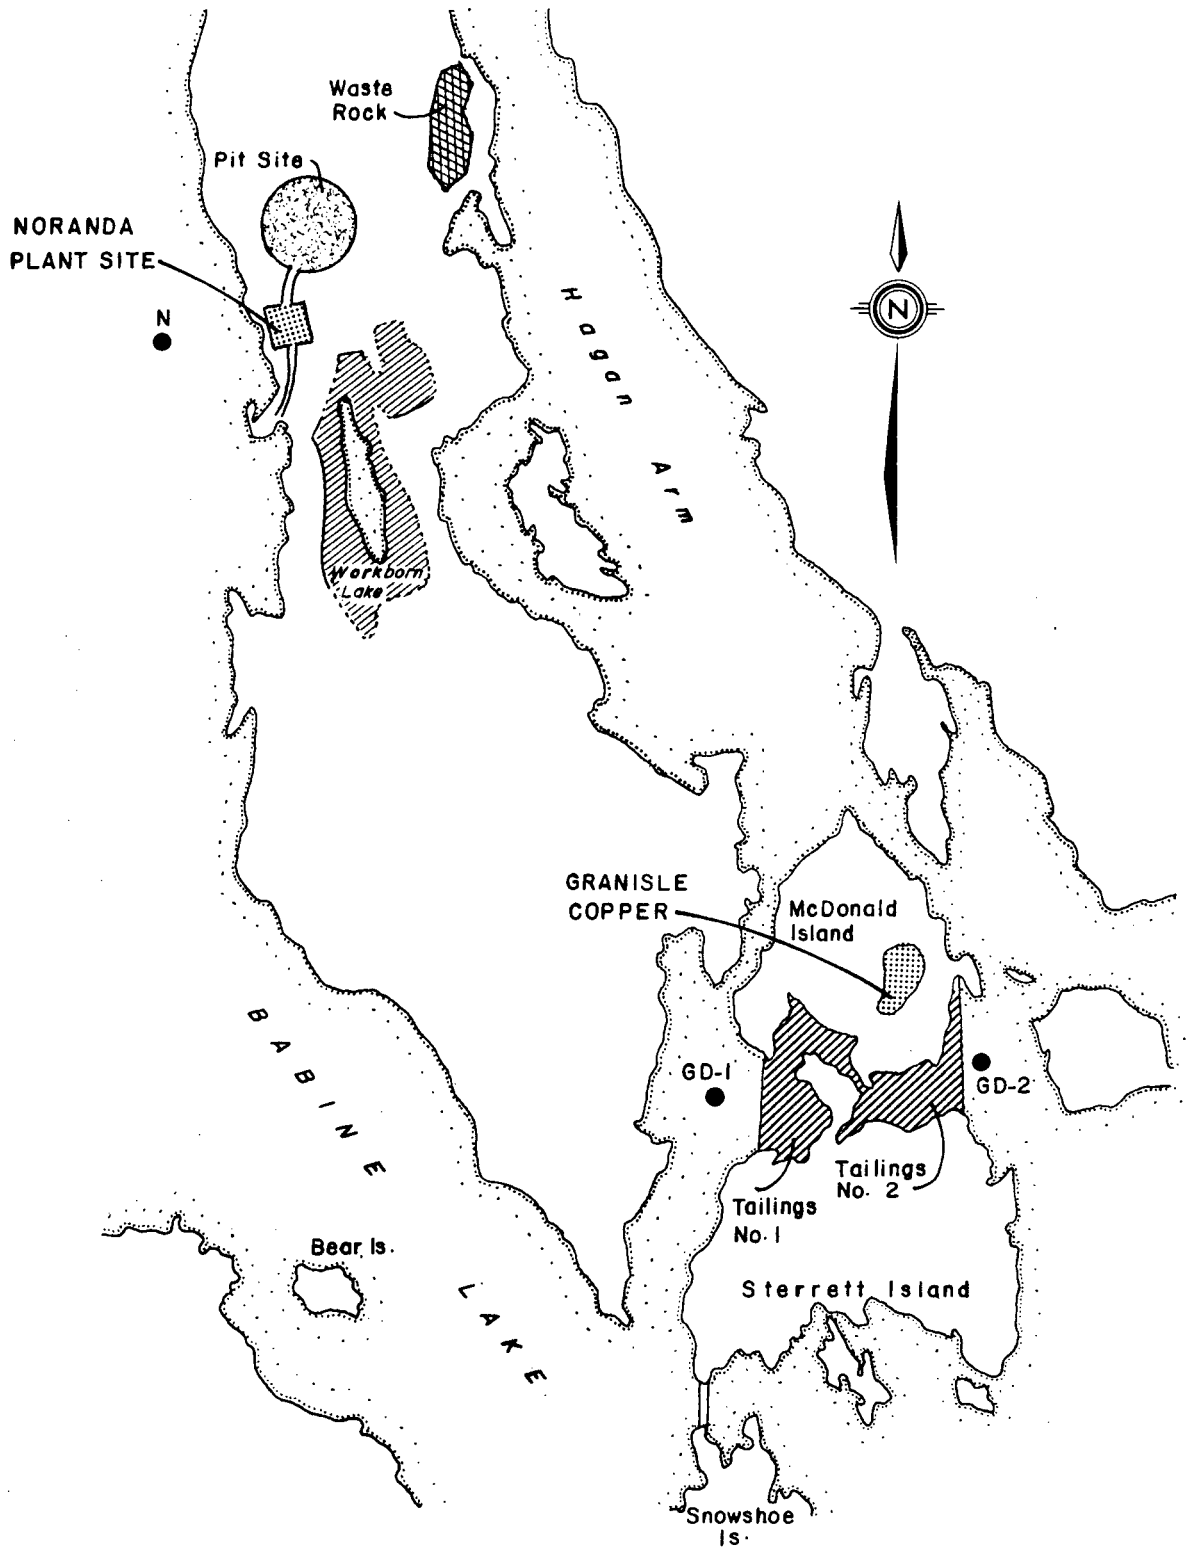 Waste
Rock
Pit Site
NORANDA
PLANT SITE
N
Hagan
Arm
N
Workborn
Lake
GRANISLE
COPPER
McDonald
Island
BABINE
LAKE
GD-1
GD-2
Tailings
No. 2
Tailings
No. 1
Bear Is.
Sterrett Island
Snowshoe
Is.